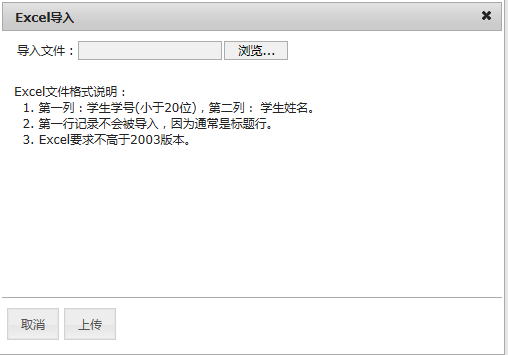 Excel导入
导入文件：浏览...
Excel文件格式说明：
1. 第一列：学生学号(小于20位)，第二列： 学生姓名。
2. 第一行记录不会被导入，因为通常是标题行。
3. Excel要求不高于2003版本。
取消 上传